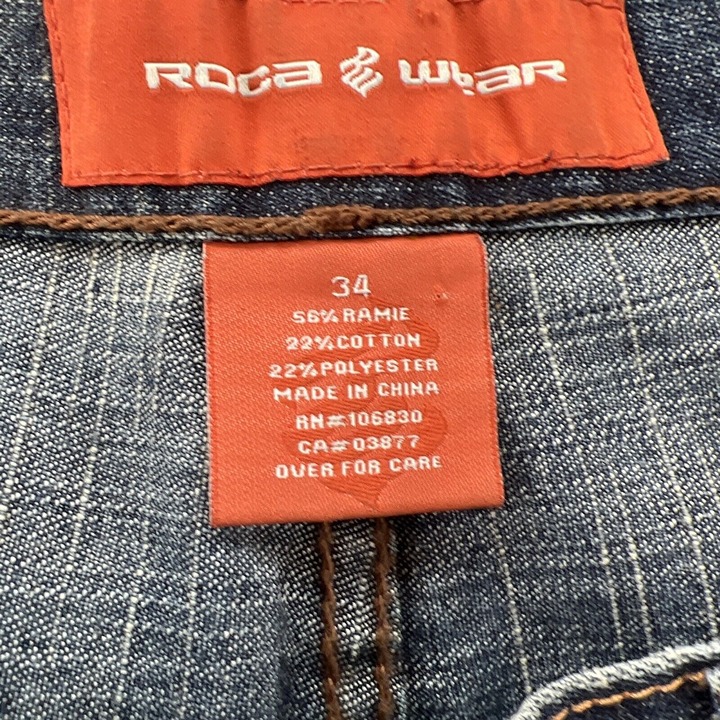 ROCA WEAR
34
56% RAMIE
22% COTTON
22% POLYESTER
MADE IN CHINA
RN#106830
CA# 03877
OVER FOR CARE